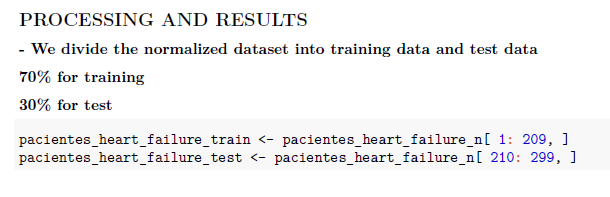 PROCESSING AND RESULTS
- We divide the normalized dataset into training data and test data
70% for training
30% for test
pacientes_heart_failure_train <- pacientes_heart_failure_n[ 1: 209, ]
pacientes_heart_failure_test <- pacientes_heart_failure_n[ 210: 299, ]